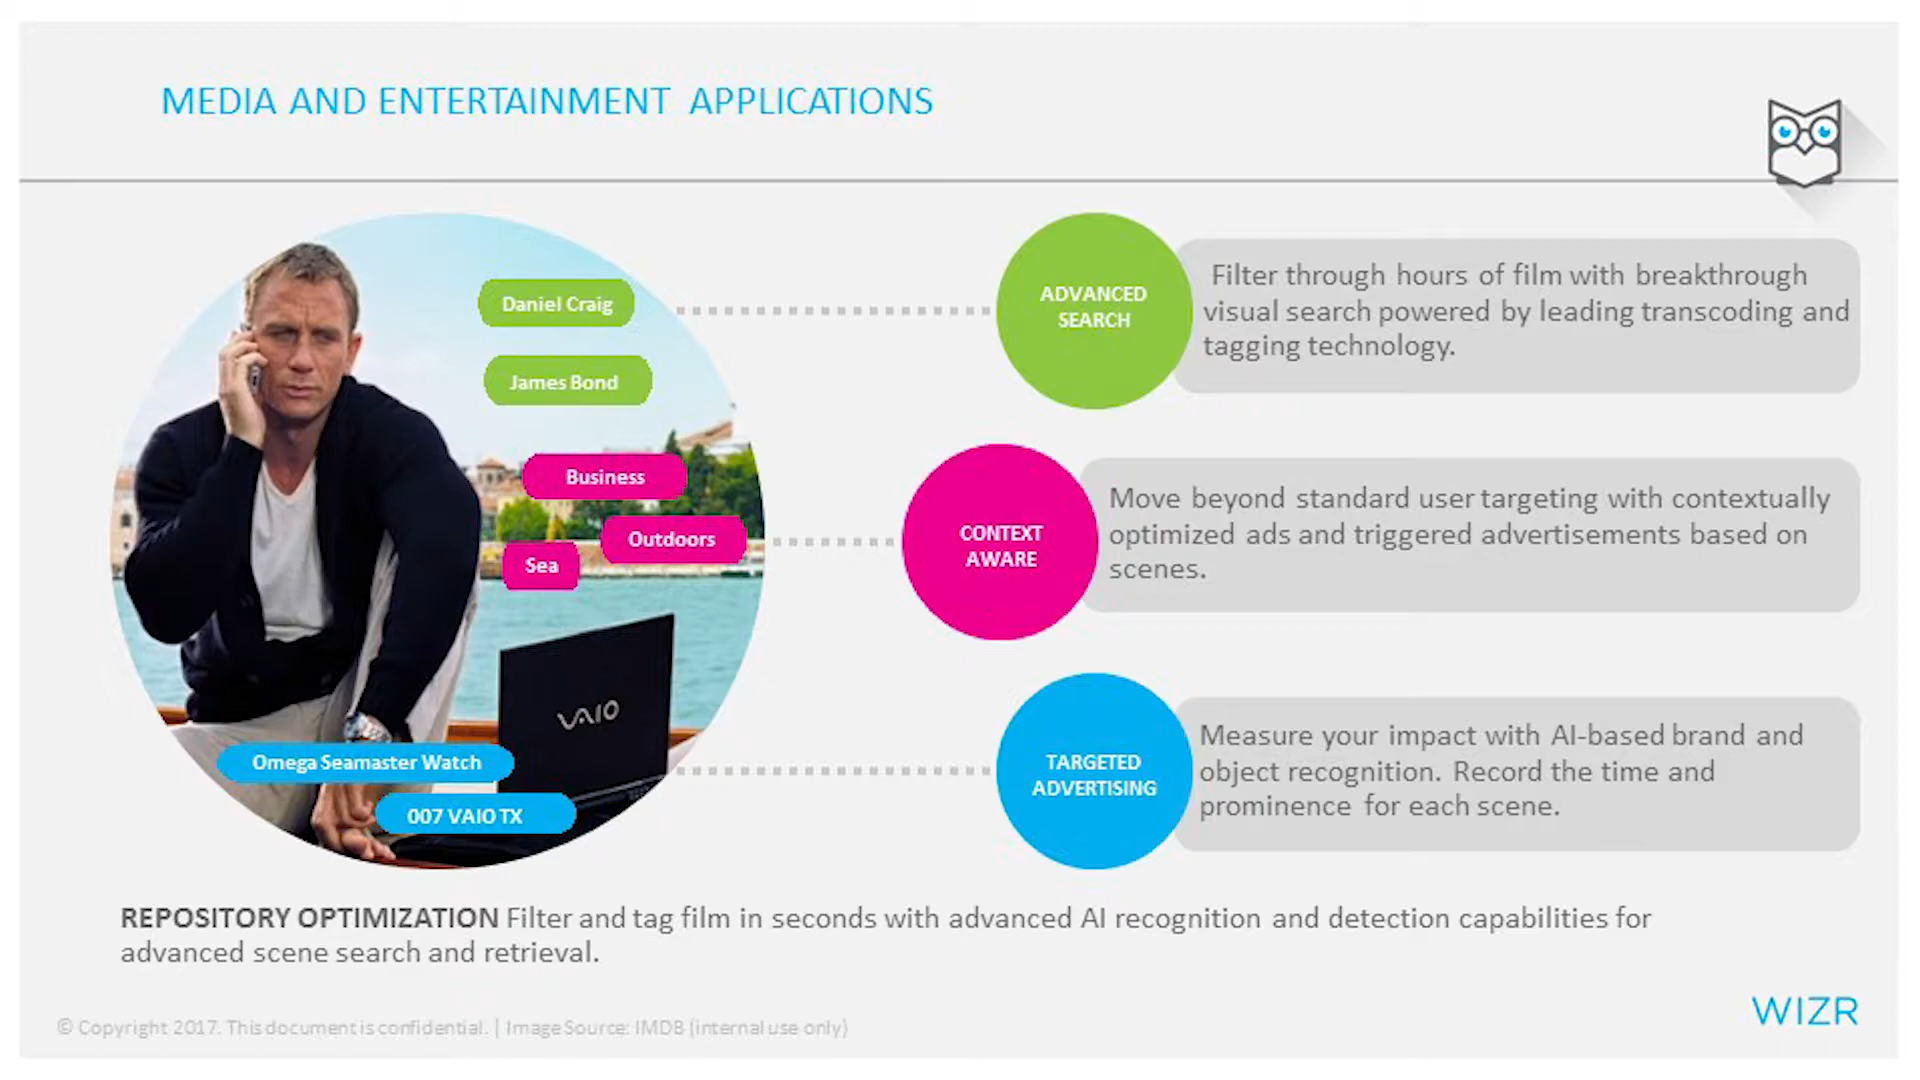 MEDIA AND ENTERTAINMENT APPLICATIONS
Daniel Craig
James Bond
Business
Outdoors
Sea
VAIO
Omega Seamaster Watch
007 VAIO TX
ADVANCED
SEARCH
Filter through hours of film with breakthrough
visual search powered by leading transcoding and
tagging technology.
CONTEXT
AWARE
Move beyond standard user targeting with contextually
optimized ads and triggered advertisements based on
scenes.
TARGETED
ADVERTISING
Measure your impact with AI-based brand and
object recognition. Record the time and
prominence for each scene.
REPOSITORY OPTIMIZATION Filter and tag film in seconds with advanced AI recognition and detection capabilities for
advanced scene search and retrieval.
© Copyright 2017. This document is confidential. | Image Source: IMDB (internal use only)
WIZR